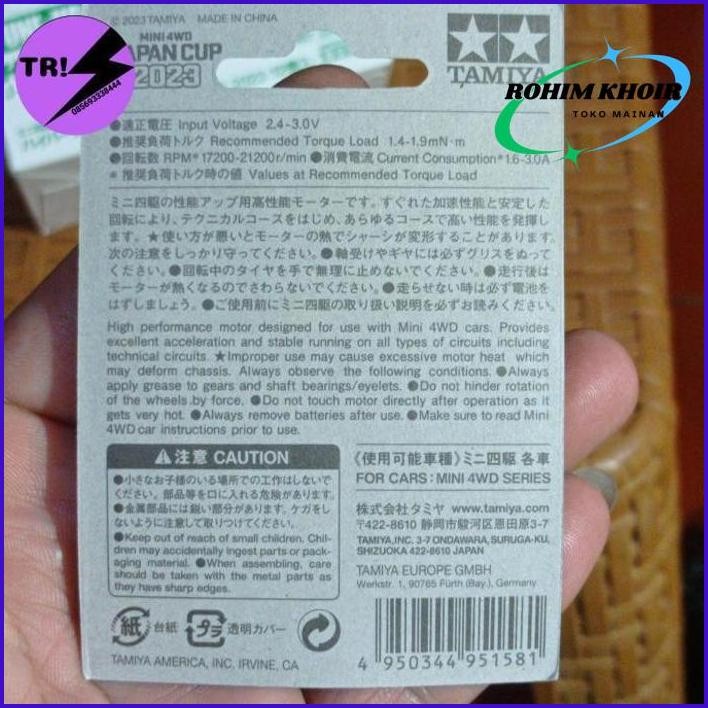 © 2023 TAMIYA MADE IN CHINA
MINI 4WD
JAPAN CUP
2023
TAMIYA
TR!
085693338444
ROHIM KHOIR
TOKO MAINAN
●適正電圧 Input Voltage 2.4-3.0V
●推奨負荷トルク Recommended Torque Load 1.4-1.9mN·m
●回転数 RPM*17200-21200r/min ●消費電流 Current Consumption*1.6-3.0A
* 推奨負荷トルク時の値 Values at Recommended Torque Load
ミニ四駆の性能アップ用高性能モーターです。すぐれた加速性能と安定した
回転により、テクニカルコースをはじめ、あらゆるコースで高い性能を発揮し
ます。★使い方が悪いとモーターの熱でシャーシが変形することがあります。
次の注意をしっかり守ってください。●軸受けやギヤには必ずグリスをぬって
ください。●回転中のタイヤを手で無理に止めないでください。●走行後は
モーターが熱くなるのでさわらないでください。●走らせない時は必ず電池を
はずしましょう。●ご使用前にミニ四駆の取り扱い説明を必ずお読みください。
High performance motor designed for use with Mini 4WD cars. Provides
excellent acceleration and stable running on all types of circuits including
technical circuits. ★Improper use may cause excessive motor heat which
may deform chassis. Always observe the following conditions. ●Always
apply grease to gears and shaft bearings/eyelets. ●Do not hinder rotation
of the wheels by force. ●Do not touch motor directly after operation as it
gets very hot. ●Always remove batteries after use. ●Make sure to read Mini
4WD car instructions prior to use.
注意 CAUTION
●小さなお子様のいる場所での工作はしないで
ください。部品等を口に入れる危険があります。
●金属部品には鋭い部分があります。ケガをし
ないように注意して取りつけてください。
●Keep out of reach of small children. Chil-
dren may accidentally ingest parts or pack-
aging material. ●When assembling, care
should be taken with the metal parts as
they have sharp edges.
《使用可能車種》ミニ四駆 各車
FOR CARS: MINI 4WD SERIES
株式会社タミヤ www.tamiya.com
〒422-8610 静岡市駿河区恩田原3-7
TAMIYA, INC. 3-7 ONDAWARA, SURUGA-KU,
SHIZUOKA 422-8610 JAPAN
TAMIYA EUROPE GMBH
Werkstr. 1, 90765 Fürth (Bay.), Germany
紙 台紙 プラ 透明カバー
TAMIYA AMERICA, INC. IRVINE, CA
4 950344 951581